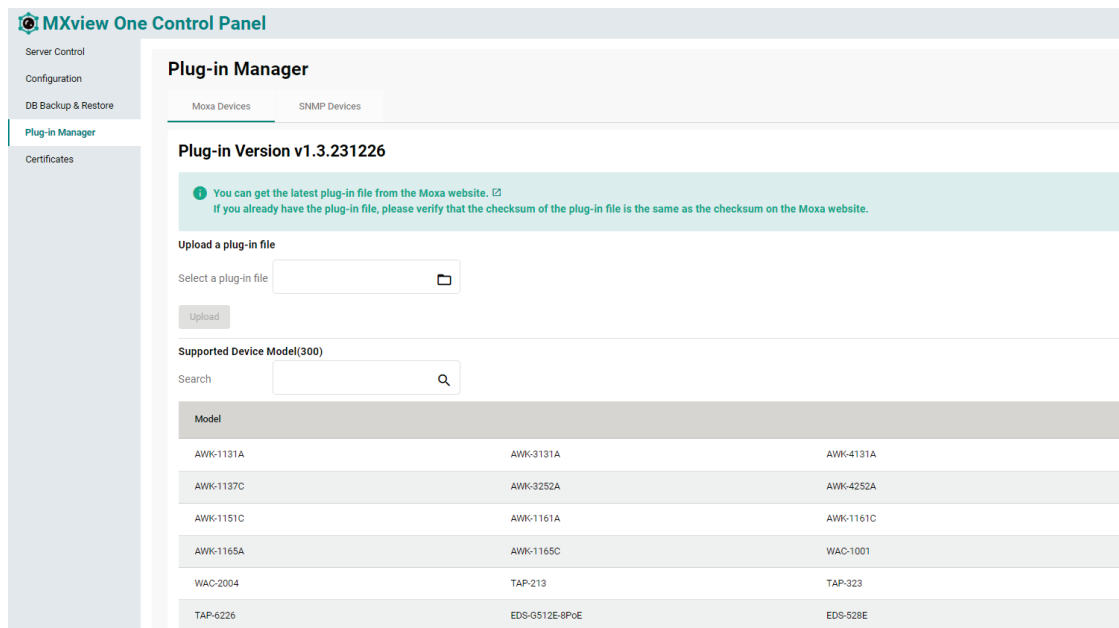 MXview One Control Panel
Server Control
Configuration
DB Backup & Restore
Plug-in Manager
Certificates
Plug-in Manager
Moxa Devices
SNMP Devices
Plug-in Version v1.3.231226
You can get the latest plug-in file from the Moxa website.
If you already have the plug-in file, please verify that the checksum of the plug-in file is the same as the checksum on the Moxa website.
Upload a plug-in file
Select a plug-in file
Upload
Supported Device Model(300)
Search
Model
AWK-1131A AWK-3131A AWK-4131A
AWK-1137C AWK-3252A AWK-4252A
AWK-1151C AWK-1161A AWK-1161C
AWK-1165A AWK-1165C WAC-1001
WAC-2004 TAP-213 TAP-323
TAP-6226 EDS-G512E-8PoE EDS-528E